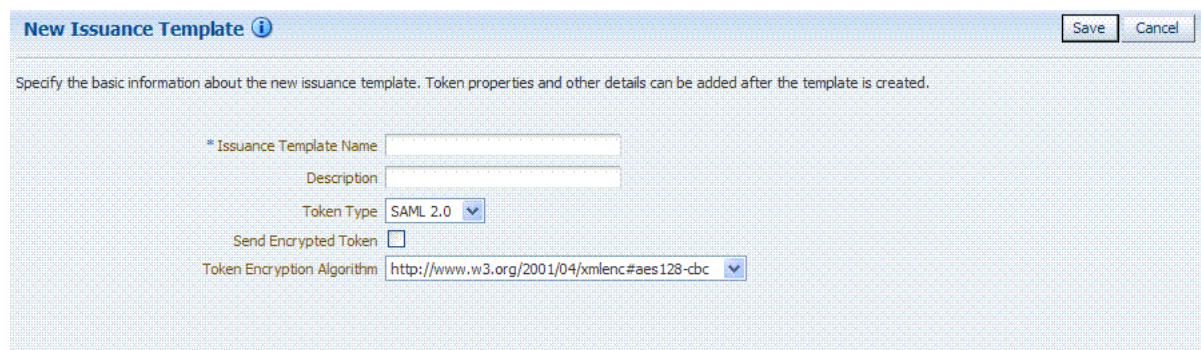 New Issuance Template
Save Cancel
Specify the basic information about the new issuance template. Token properties and other details can be added after the template is created.
* Issuance Template Name
Description
Token Type SAML 2.0
Send Encrypted Token
Token Encryption Algorithm http://www.w3.org/2001/04/xmlenc#aes128-cbc